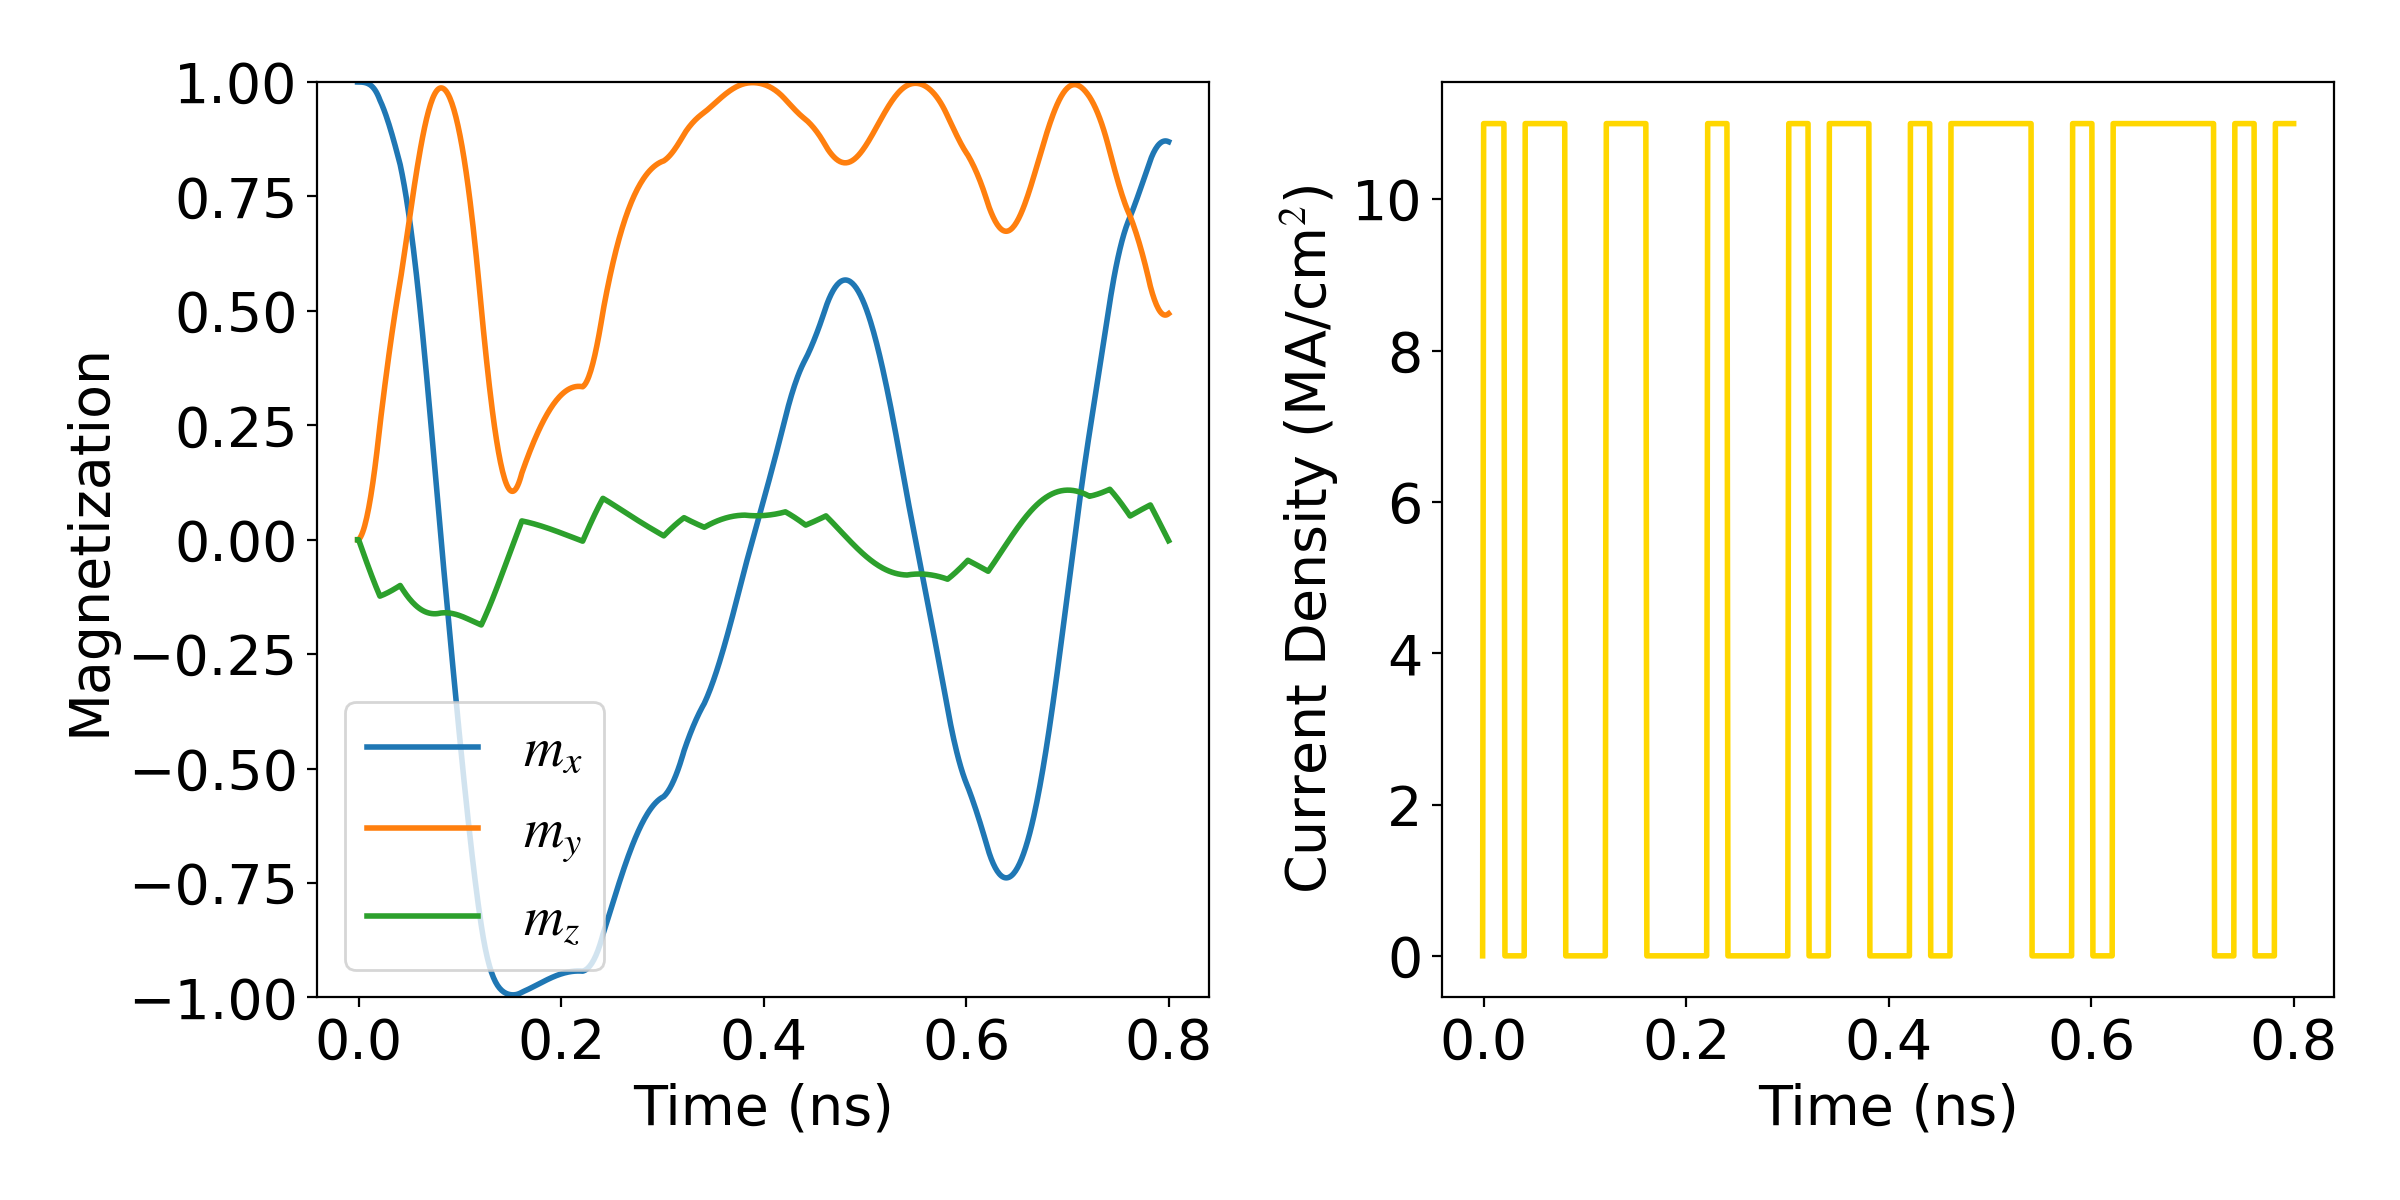 1.00
0.75
0.50
0.25
0.00
−0.25
−0.50
−0.75
−1.00
Magnetization
m_x
m_y
m_z
0.0 0.2 0.4 0.6 0.8
Time (ns)
10
8
6
4
2
0
Current Density (MA/cm²)
0.0 0.2 0.4 0.6 0.8
Time (ns)